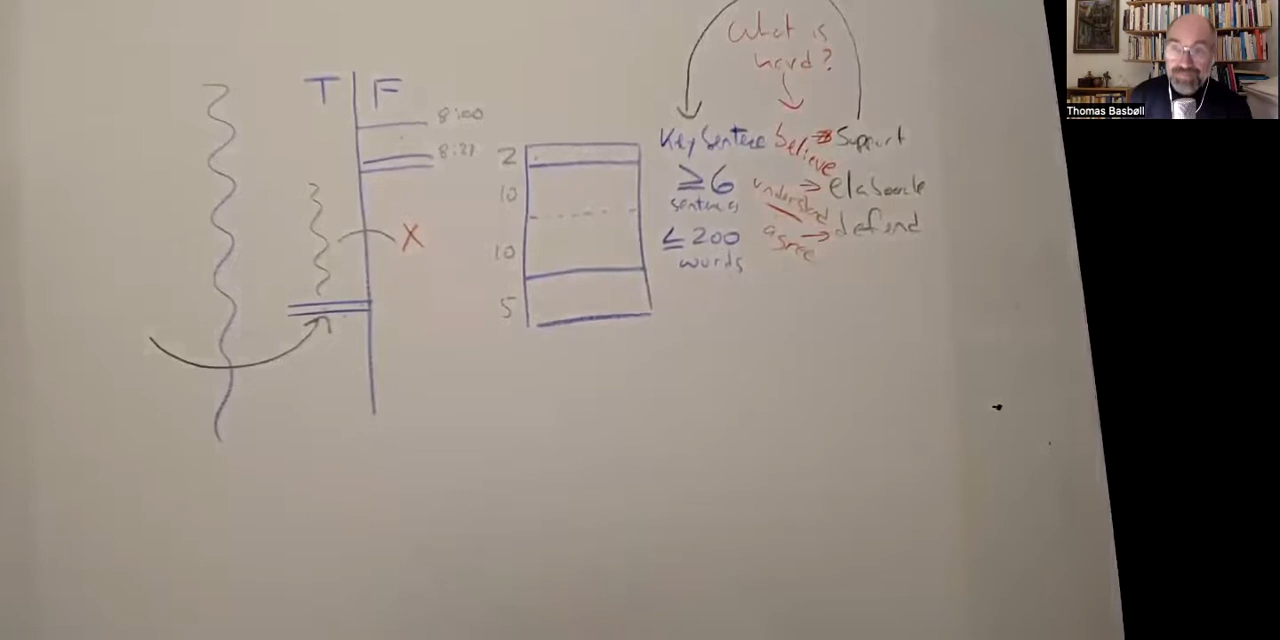 What is
hard?
T F
8:00
8:27
2
10
10
5
Key Sentence believe → Support
≥6 understand → elaborate
sentences
≤ 200 agree → defend
words
X
Thomas Basbøll